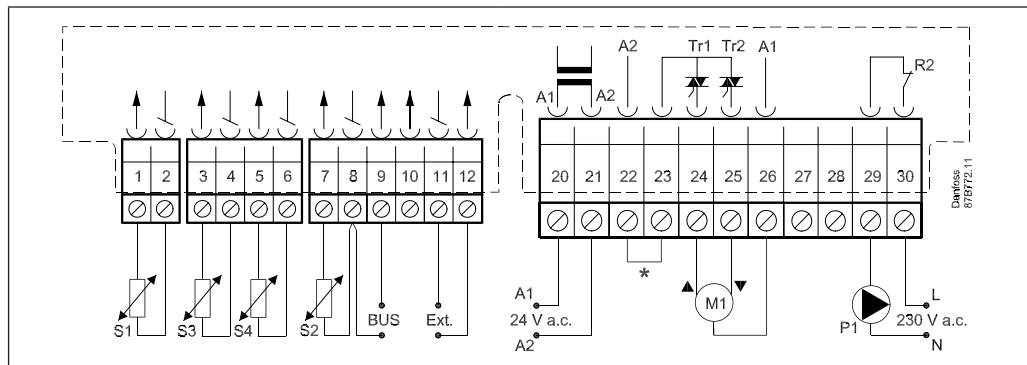 A2 Tr1 Tr2 A1
R2
A1 A2
1 2 3 4 5 6 7 8 9 10 11 12 20 21 22 23 24 25 26 27 28 29 30
Danfoss
87B772.11
*
A1
M1
L
BUS Ext. 24 V a.c. P1 230 V a.c.
S1 S3 S4 S2
A2
N